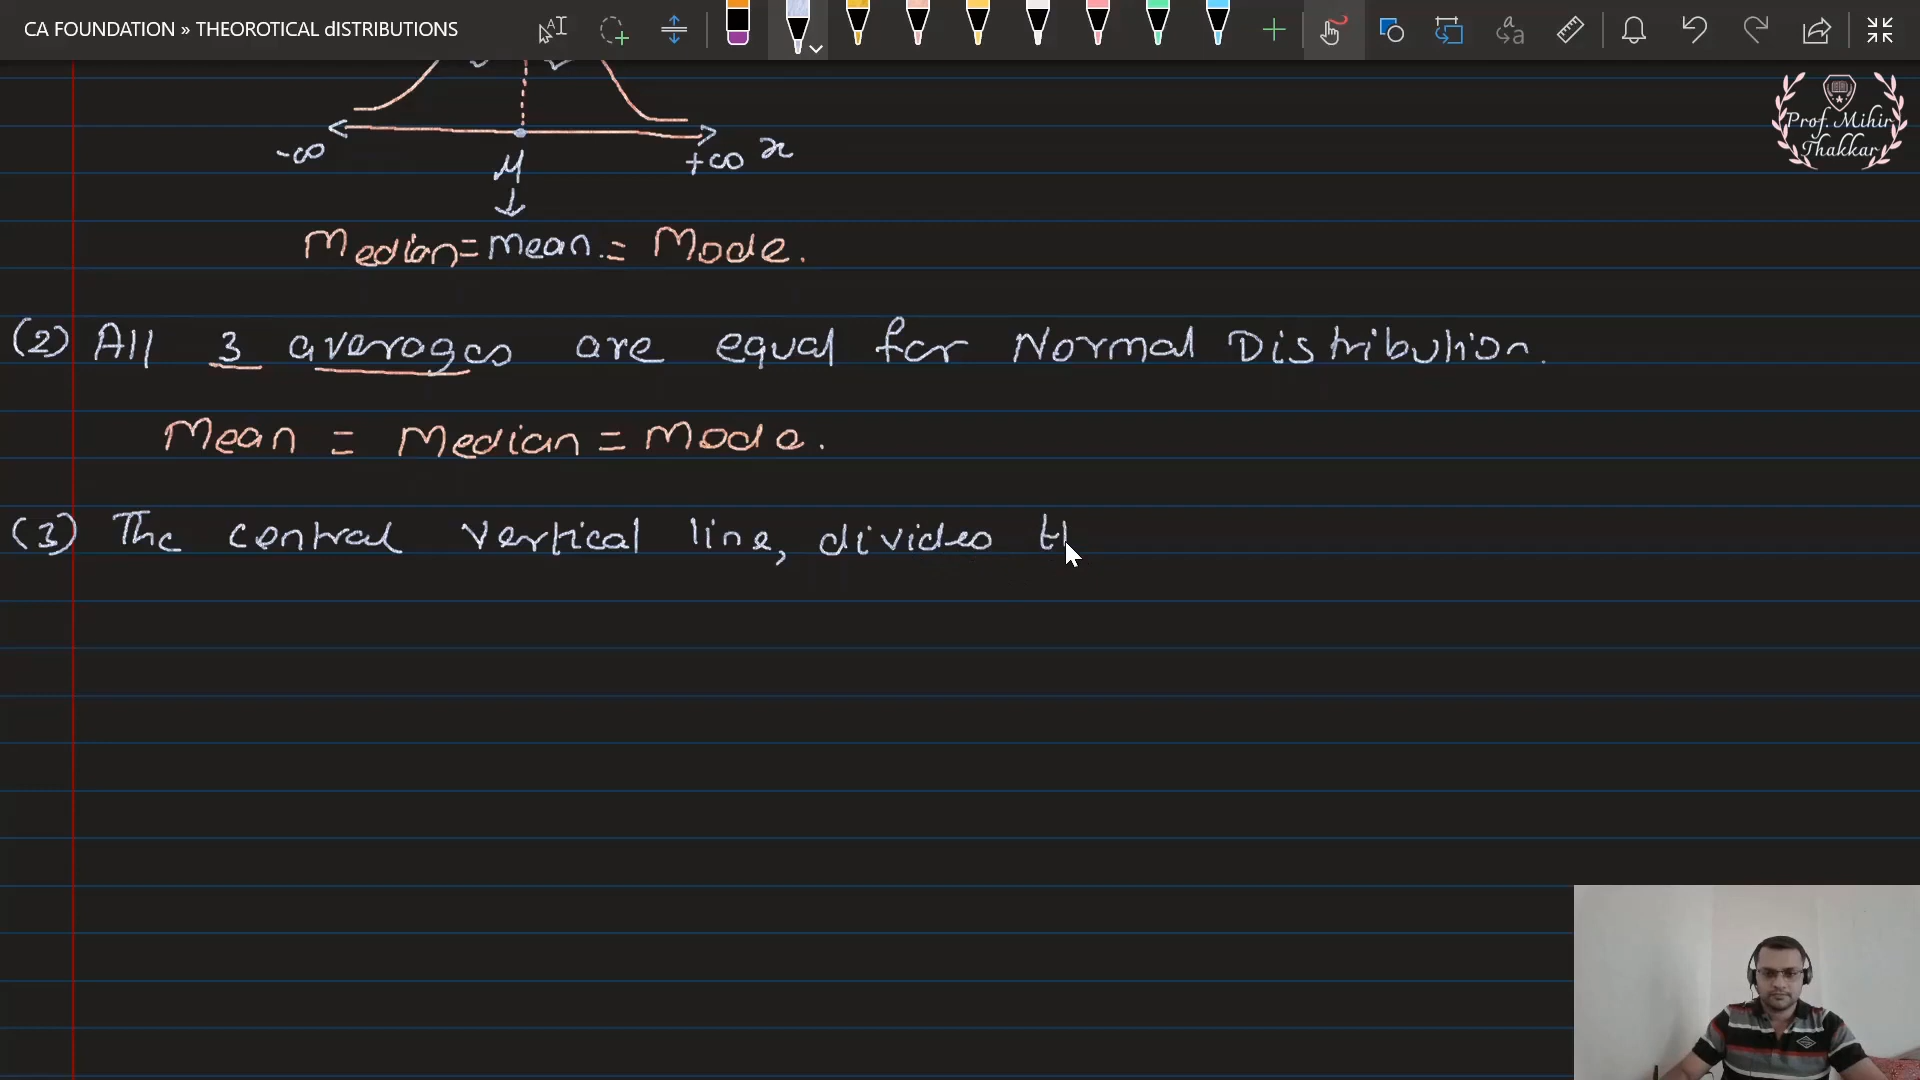 CA FOUNDATION » THEOROTICAL dISTRIBUTIONS
Prof. Mihir
Thakkar
-∞ μ +∞ x
Median = Mean. = Mode.
(2) All 3 averages are equal for Normal Distribution.
Mean = Median = Mode.
(3) The central vertical line, divides th